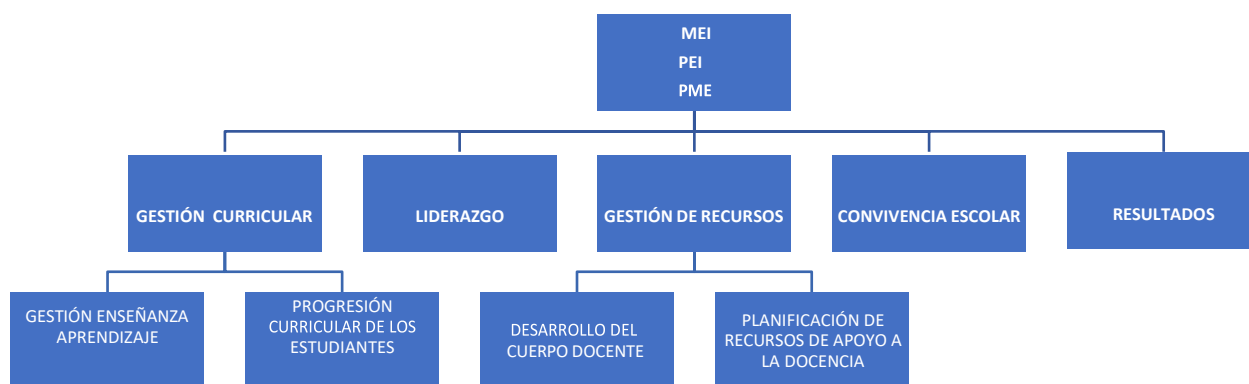 MEI
PEI
PME
GESTIÓN CURRICULAR
LIDERAZGO
GESTIÓN DE RECURSOS
CONVIVENCIA ESCOLAR
RESULTADOS
GESTIÓN ENSEÑANZA
APRENDIZAJE
PROGRESIÓN
CURRICULAR DE LOS
ESTUDIANTES
DESARROLLO DEL
CUERPO DOCENTE
PLANIFICACIÓN DE
RECURSOS DE APOYO A
LA DOCENCIA